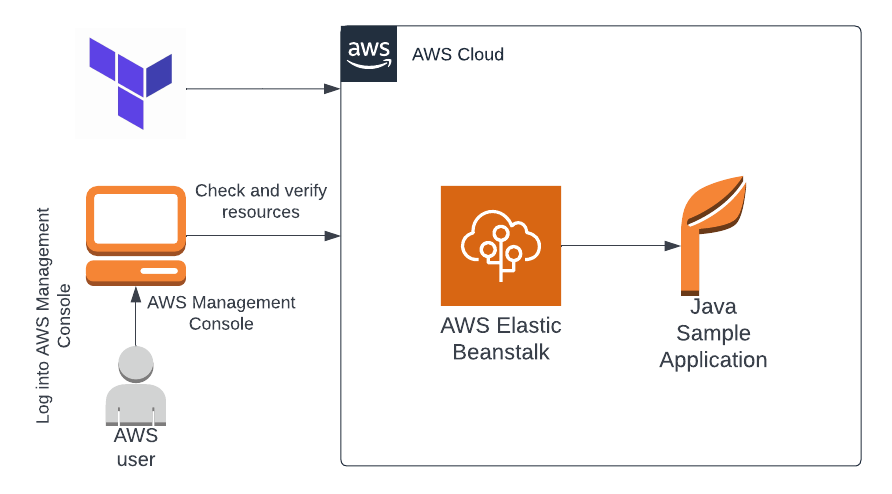 aws
AWS Cloud
Check and verify
resources
Log into AWS Management
Console
AWS Management
Console
AWS
user
AWS Elastic
Beanstalk
Java
Sample
Application